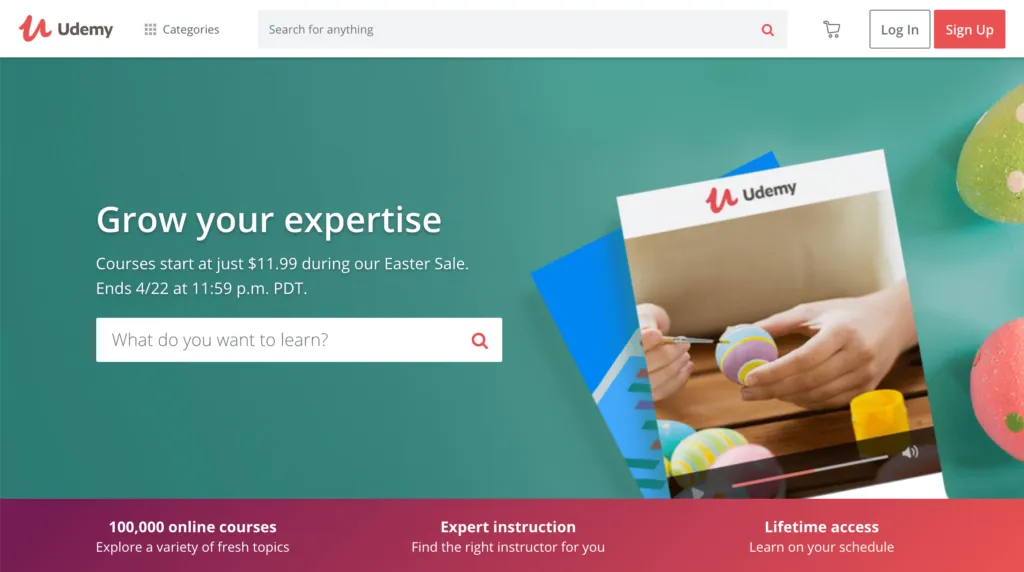 Udemy
Categories
Search for anything
Log In
Sign Up
Udemy
Grow your expertise
Courses start at just $11.99 during our Easter Sale.
Ends 4/22 at 11:59 p.m. PDT.
What do you want to learn?
100,000 online courses
Explore a variety of fresh topics
Expert instruction
Find the right instructor for you
Lifetime access
Learn on your schedule